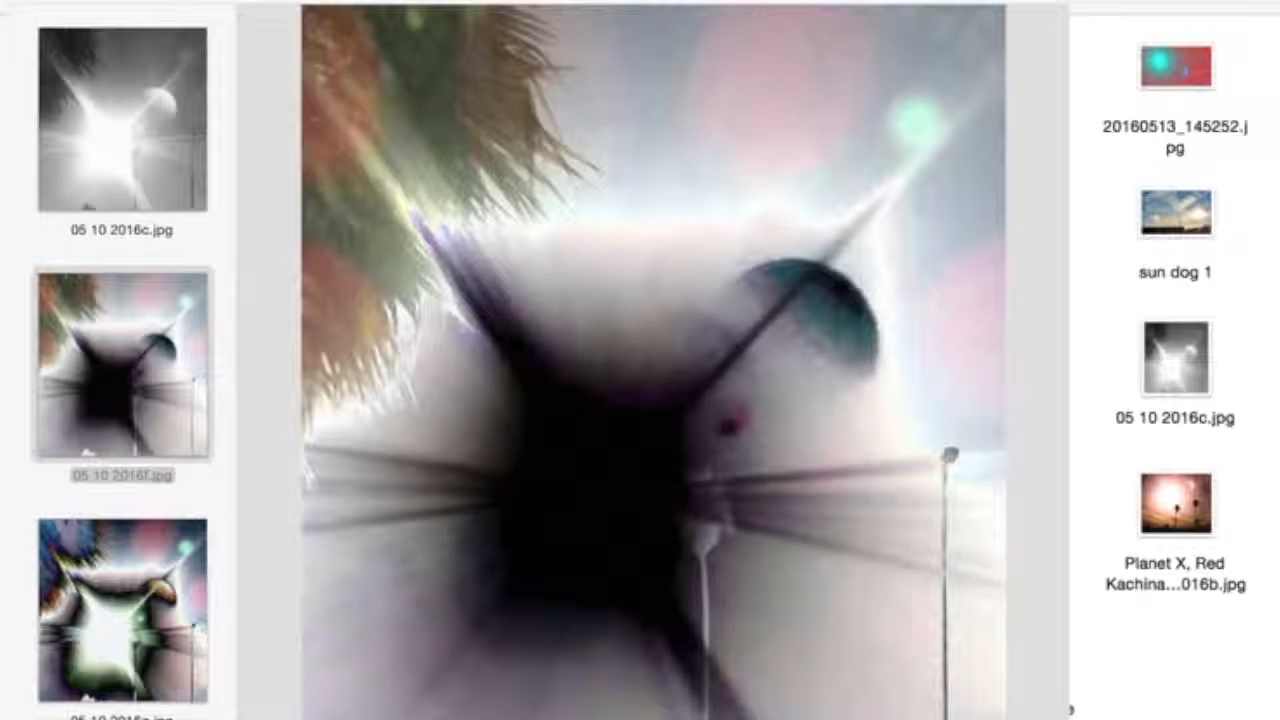 05 10 2016c.jpg
05 10 2016f.jpg
20160513_145252.j
pg
sun dog 1
05 10 2016c.jpg
Planet X, Red
Kachina...016b.jpg